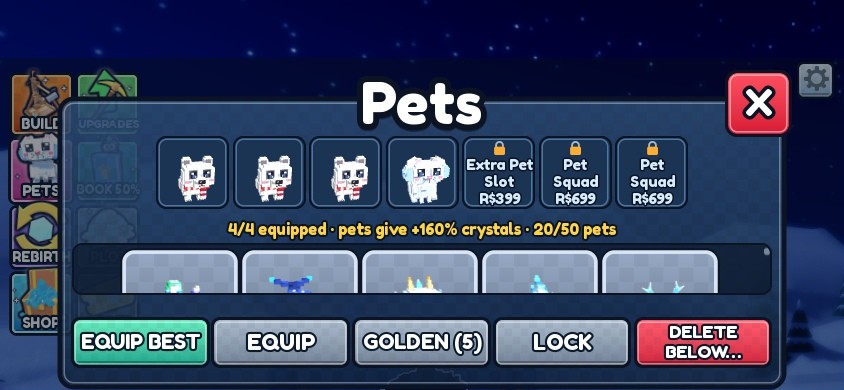 Pets
BUILD
UPGRADES
PETS
BOOK 50%
REBIRTH
SHOP
Extra Pet
Slot
R$399
Pet
Squad
R$699
Pet
Squad
R$699
4/4 equipped · pets give +160% crystals · 20/50 pets
EQUIP BEST
EQUIP
GOLDEN (5)
LOCK
DELETE
BELOW...